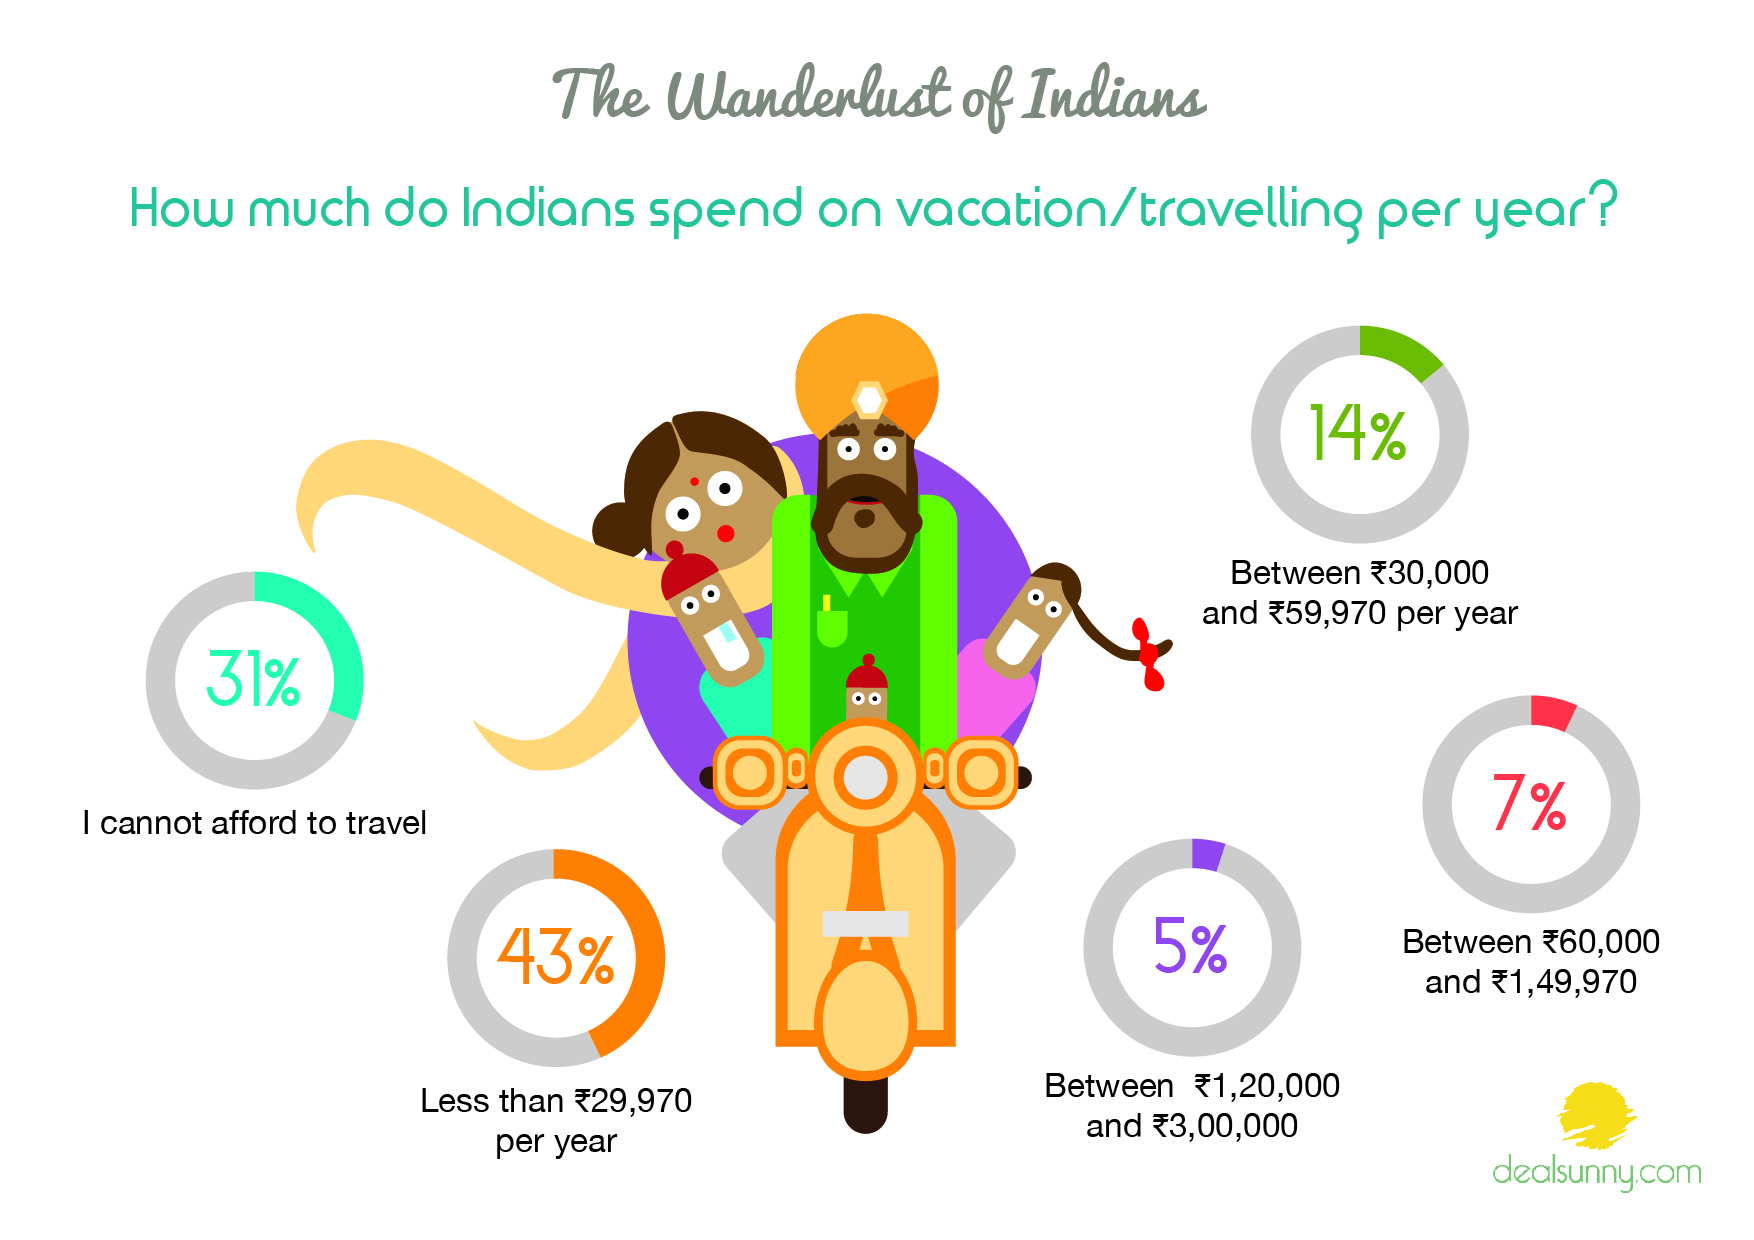 The Wanderlust of Indians
How much do Indians spend on vacation/travelling per year?
14%
Between ₹30,000
and ₹59,970 per year
31%
I cannot afford to travel
7%
Between ₹60,000
and ₹1,49,970
43%
Less than ₹29,970
per year
5%
Between ₹1,20,000
and ₹3,00,000
dealsunny.com